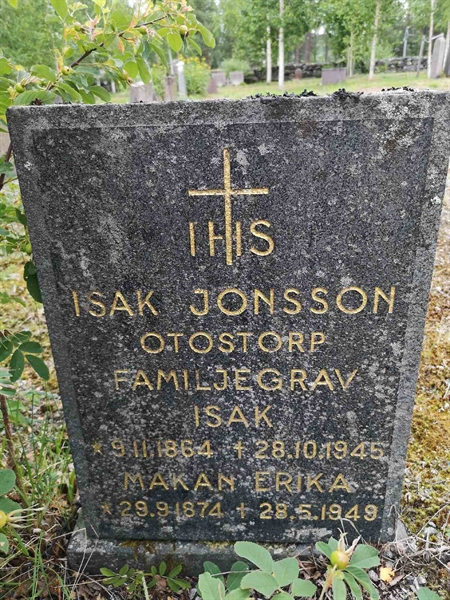 IHS
ISAK JONSSON
OTOSTORP
FAMILJEGRAV
ISAK
* 9.11.1864 + 28.10.1945
MAKAN ERIKA
* 29.9.1874 + 28.5.1949